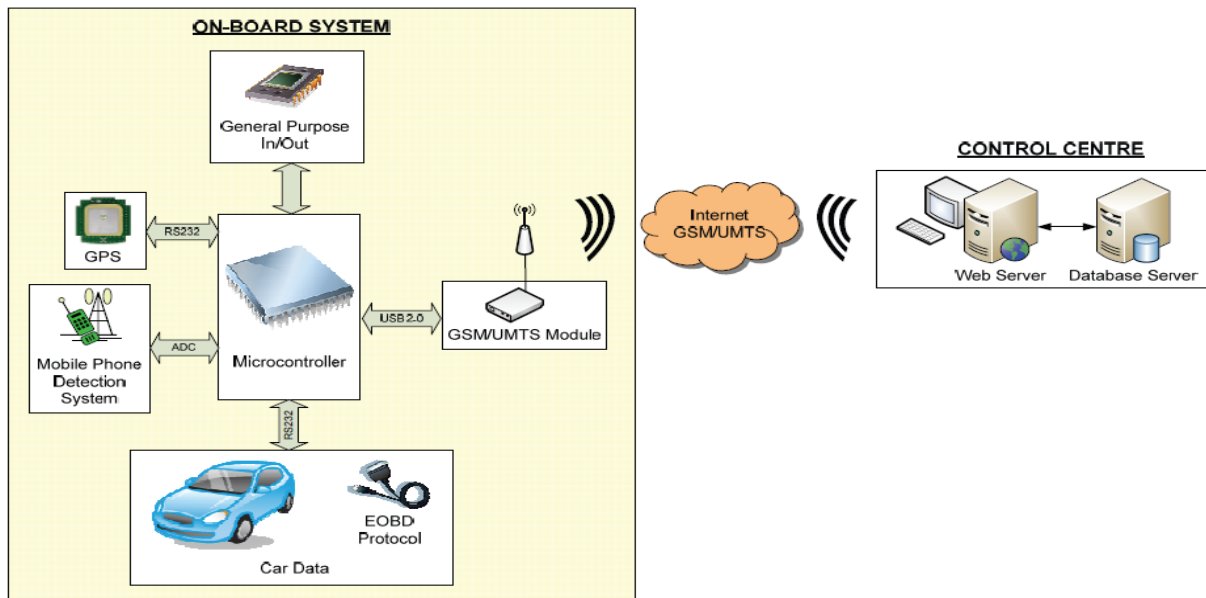 ON-BOARD SYSTEM
General Purpose
In/Out
GPS
RS232
Mobile Phone
Detection
System
ADC
Microcontroller
USB 2.0
GSM/UMTS Module
RS232
EOBD
Protocol
Car Data
Internet
GSM/UMTS
CONTROL CENTRE
Web Server
Database Server